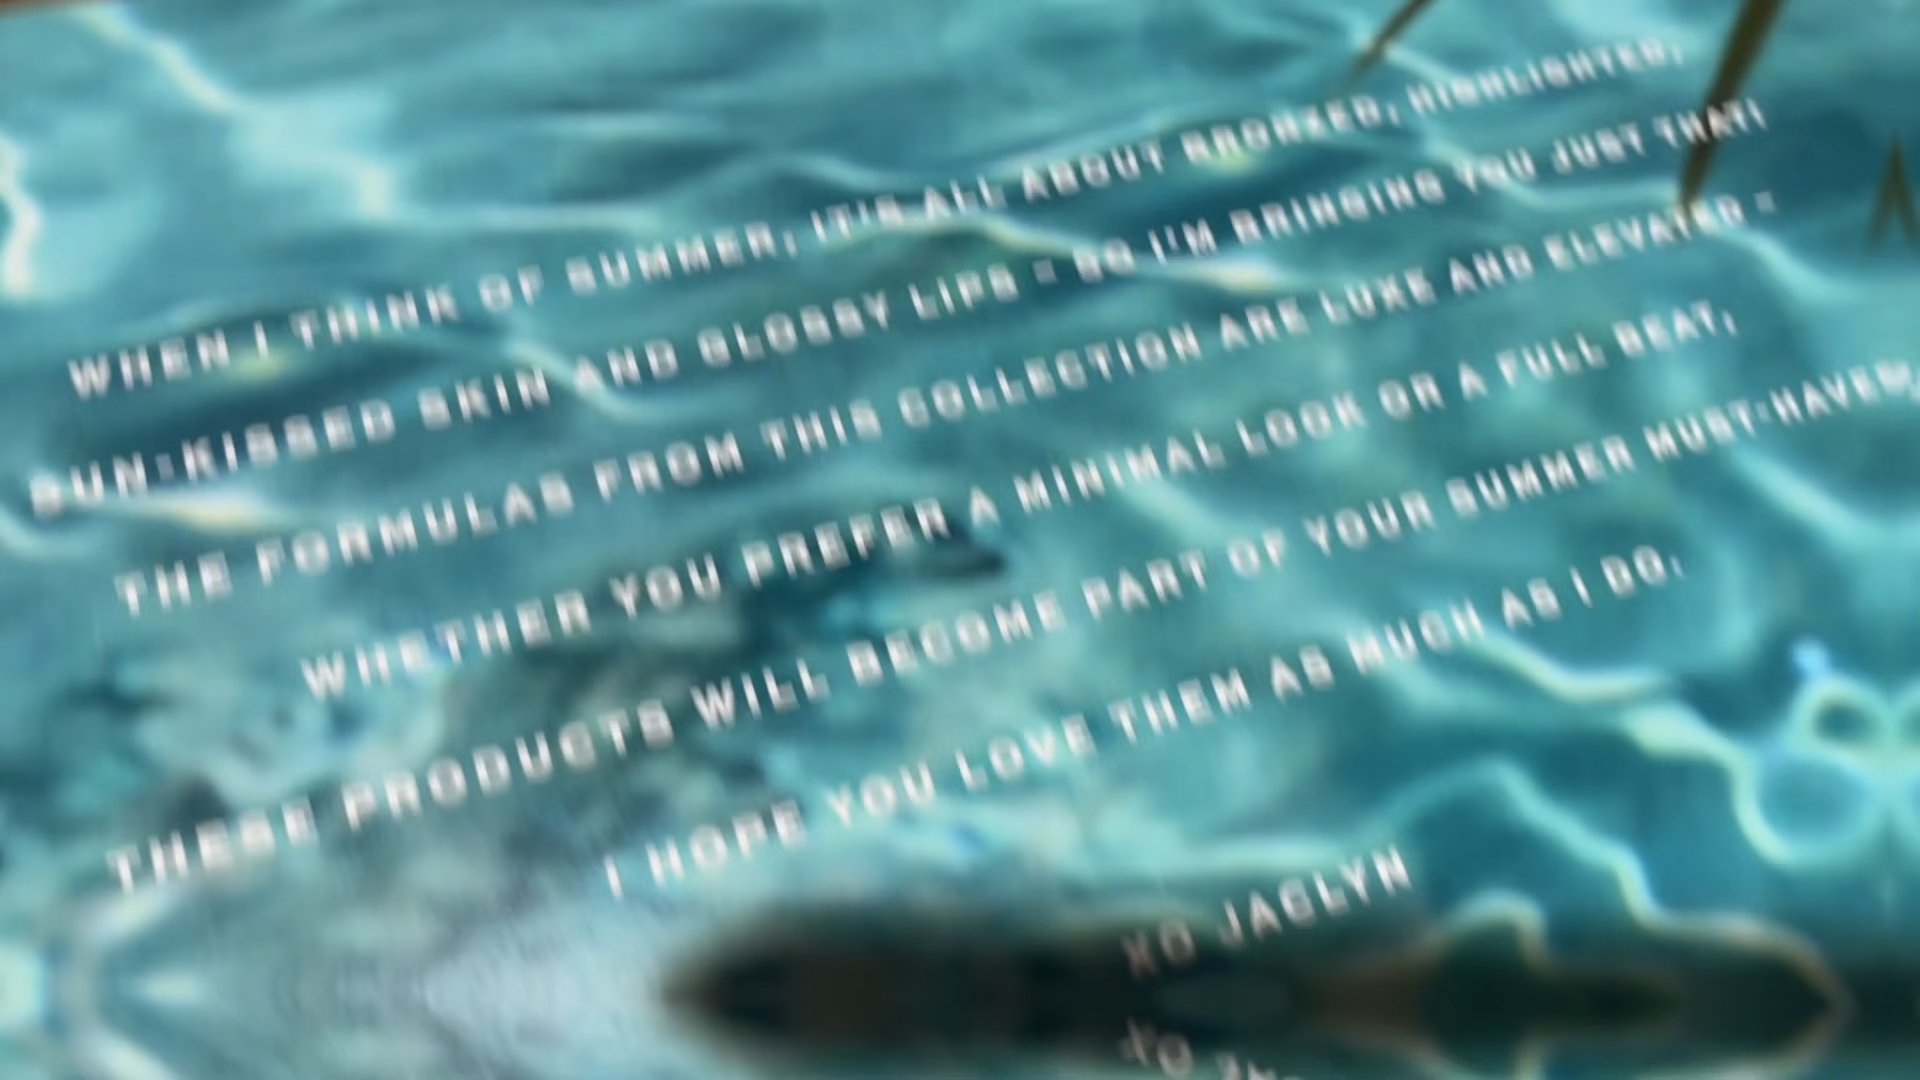 WHEN I THINK OF SUMMER, IT'S ALL ABOUT BRONZED, HIGHLIGHTED,
SUN-KISSED SKIN AND GLOSSY LIPS - SO I'M BRINGING YOU JUST THAT!
THE FORMULAS FROM THIS COLLECTION ARE LUXE AND ELEVATED -
WHETHER YOU PREFER A MINIMAL LOOK OR A FULL BEAT,
THESE PRODUCTS WILL BECOME PART OF YOUR SUMMER MUST-HAVES,
I HOPE YOU LOVE THEM AS MUCH AS I DO.
XO JACLYN